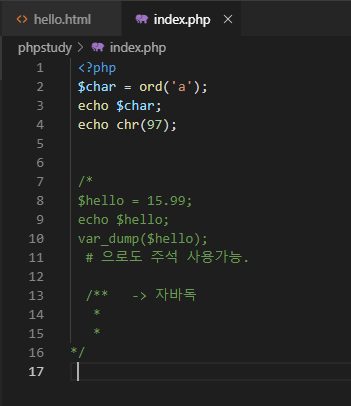 hello.html index.php ×
phpstudy > index.php
1 <?php
2 $char = ord('a');
3 echo $char;
4 echo chr(97);
5
6
7 /*
8 $hello = 15.99;
9 echo $hello;
10 var_dump($hello);
11 # 으로도 주석 사용가능.
12
13 /** -> 자바독
14 *
15 *
16 */
17